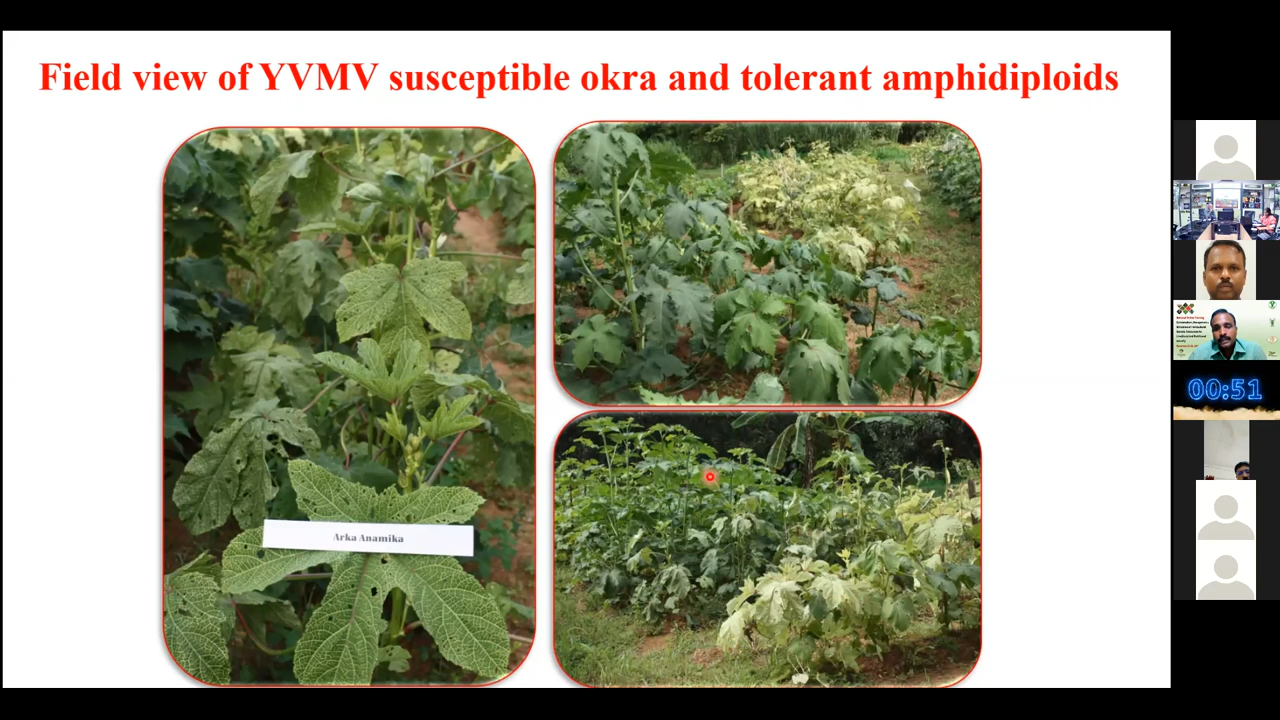 Field view of YVMV susceptible okra and tolerant amphidiploids
Arka Anamika
00:51